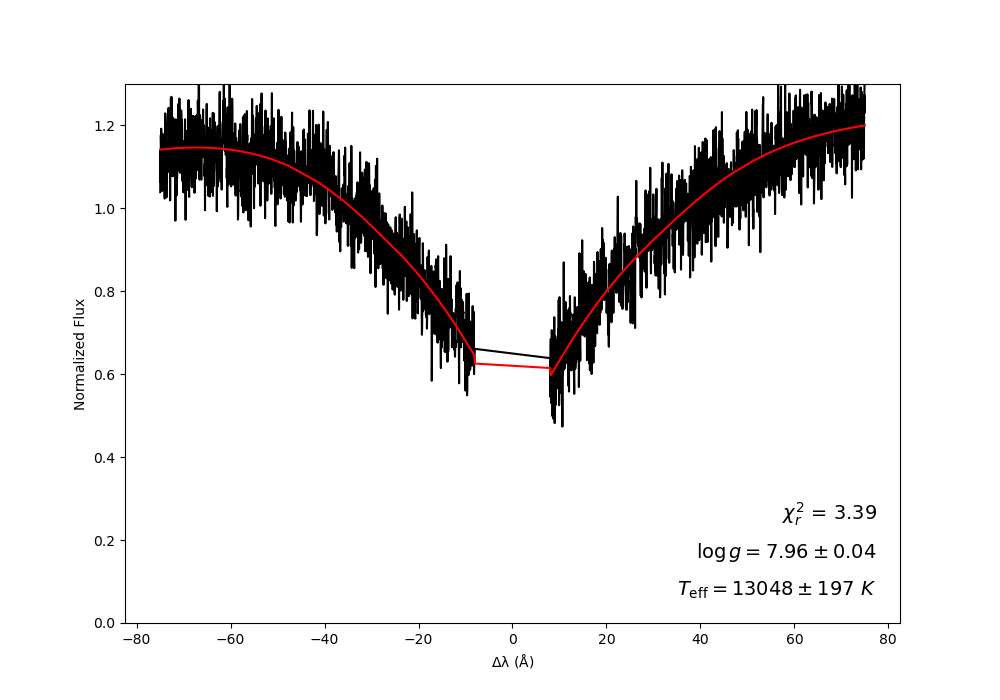 1.2
1.0
0.8
0.6
0.4
0.2
0.0
Normalized Flux
χ²ᵣ = 3.39
log g = 7.96 ± 0.04
T_eff = 13048 ± 197 K
−80 −60 −40 −20 0 20 40 60 80
Δλ (Å)